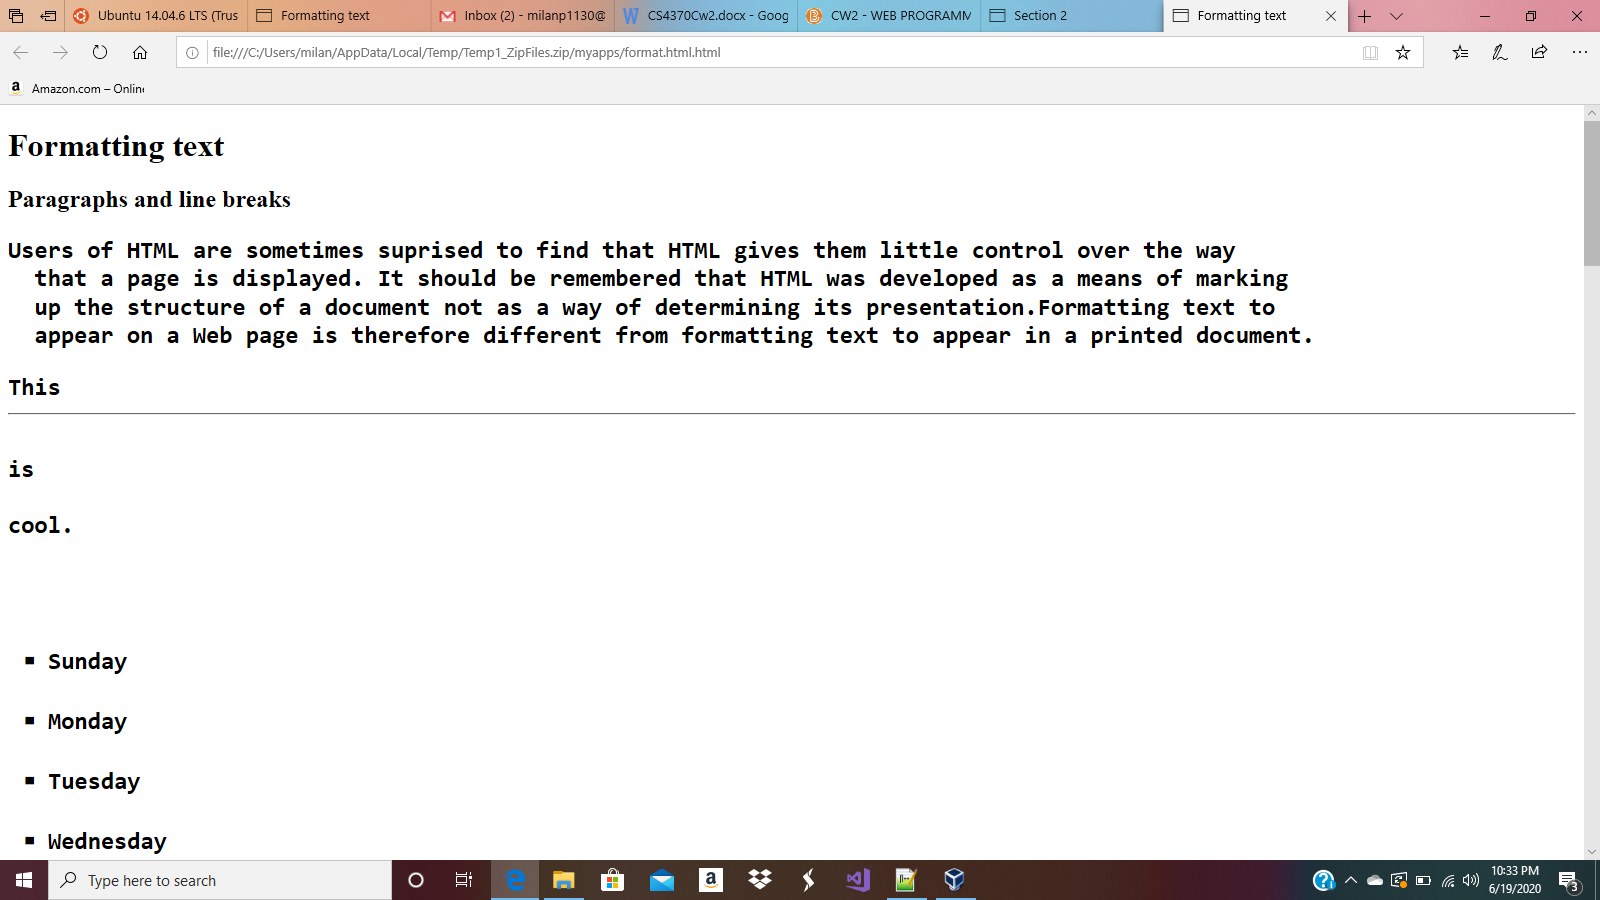 Ubuntu 14.04.6 LTS (Trus
Formatting text
Inbox (2) - milanp1130@
CS4370Cw2.docx - Goog
CW2 - WEB PROGRAMM
Section 2
Formatting text
file:///C:/Users/milan/AppData/Local/Temp/Temp1_ZipFiles.zip/myapps/format.html.html
Amazon.com – Online
Formatting text
Paragraphs and line breaks
Users of HTML are sometimes suprised to find that HTML gives them little control over the way
that a page is displayed. It should be remembered that HTML was developed as a means of marking
up the structure of a document not as a way of determining its presentation.Formatting text to
appear on a Web page is therefore different from formatting text to appear in a printed document.
This
is
cool.
Sunday
Monday
Tuesday
Wednesday
Type here to search
10:33 PM
6/19/2020
3